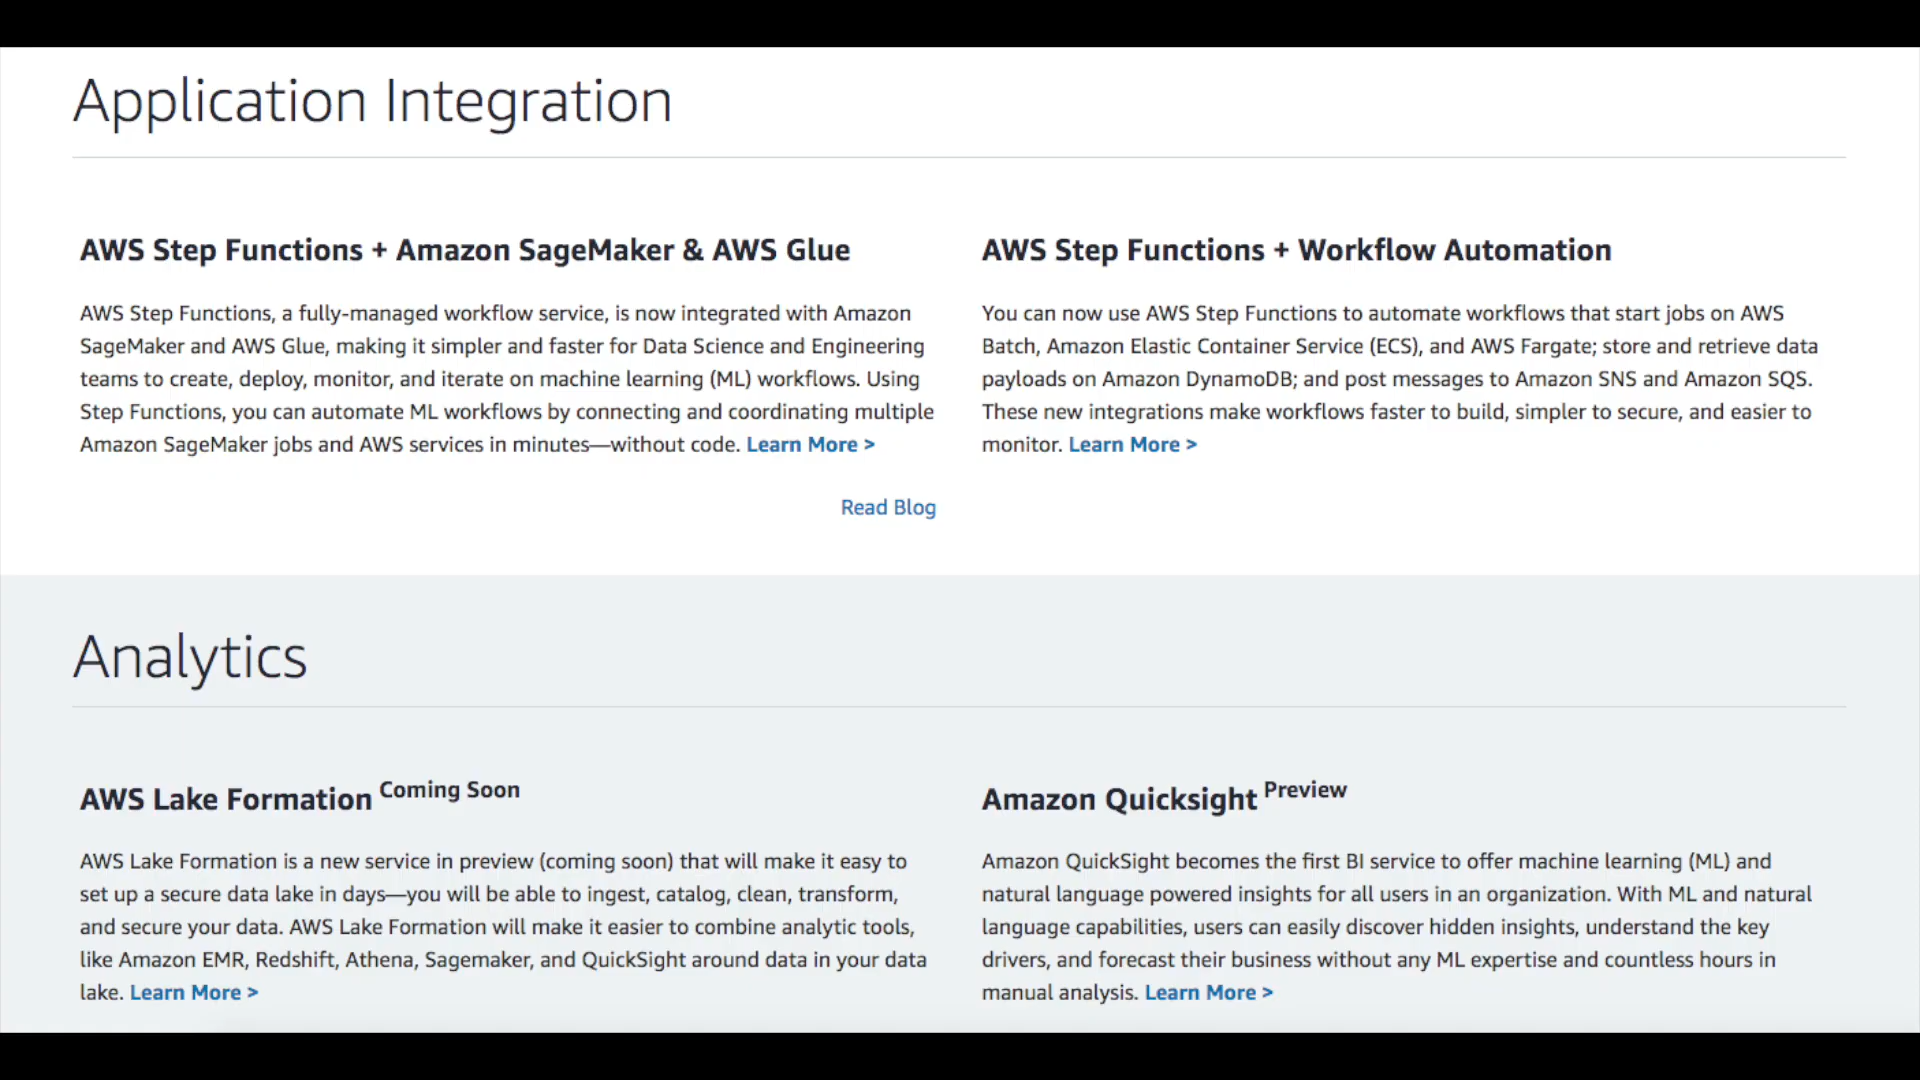 Application Integration
AWS Step Functions + Amazon SageMaker & AWS Glue
AWS Step Functions, a fully-managed workflow service, is now integrated with Amazon
SageMaker and AWS Glue, making it simpler and faster for Data Science and Engineering
teams to create, deploy, monitor, and iterate on machine learning (ML) workflows. Using
Step Functions, you can automate ML workflows by connecting and coordinating multiple
Amazon SageMaker jobs and AWS services in minutes—without code. Learn More >
Read Blog
AWS Step Functions + Workflow Automation
You can now use AWS Step Functions to automate workflows that start jobs on AWS
Batch, Amazon Elastic Container Service (ECS), and AWS Fargate; store and retrieve data
payloads on Amazon DynamoDB; and post messages to Amazon SNS and Amazon SQS.
These new integrations make workflows faster to build, simpler to secure, and easier to
monitor. Learn More >
Analytics
AWS Lake Formation Coming Soon
AWS Lake Formation is a new service in preview (coming soon) that will make it easy to
set up a secure data lake in days—you will be able to ingest, catalog, clean, transform,
and secure your data. AWS Lake Formation will make it easier to combine analytic tools,
like Amazon EMR, Redshift, Athena, Sagemaker, and QuickSight around data in your data
lake. Learn More >
Amazon Quicksight Preview
Amazon QuickSight becomes the first BI service to offer machine learning (ML) and
natural language powered insights for all users in an organization. With ML and natural
language capabilities, users can easily discover hidden insights, understand the key
drivers, and forecast their business without any ML expertise and countless hours in
manual analysis. Learn More >